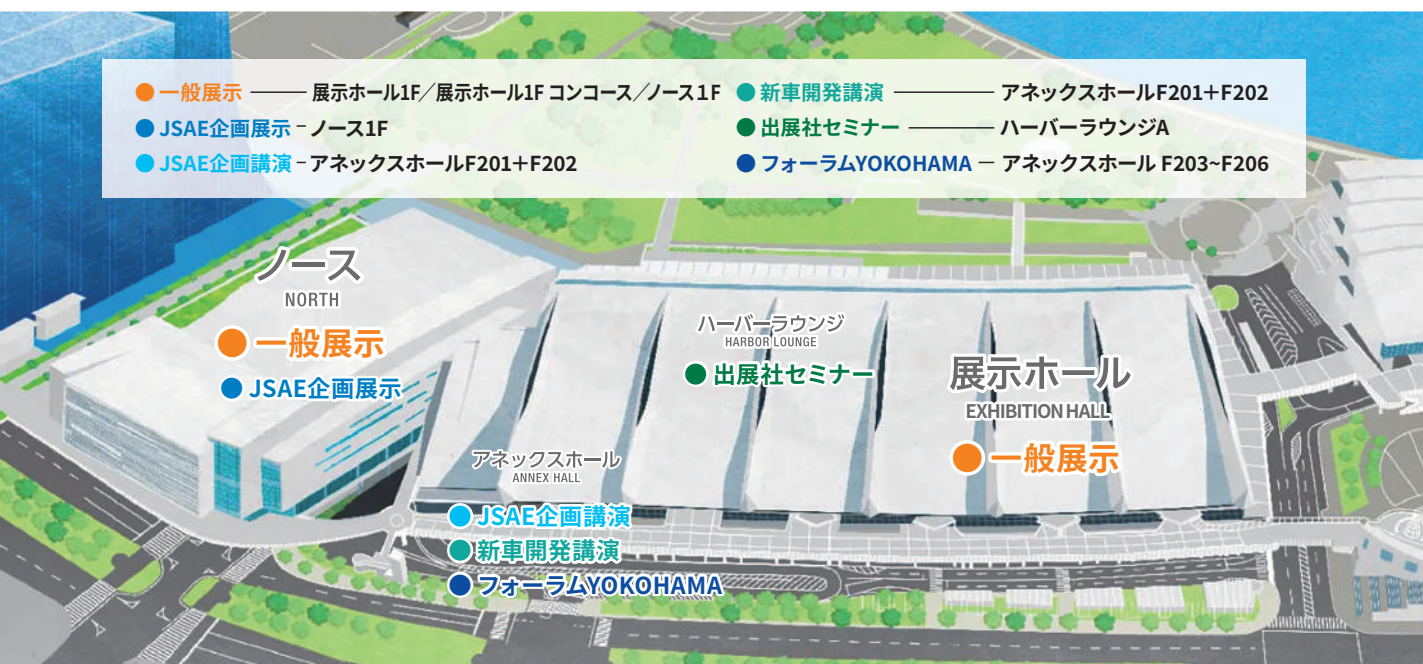 ●一般展示 ―― 展示ホール1F／展示ホール1F コンコース／ノース1F
●JSAE企画展示 - ノース1F
●JSAE企画講演 - アネックスホールF201＋F202
●新車開発講演 ―――― アネックスホールF201＋F202
●出展社セミナー ――― ハーバーラウンジA
●フォーラムYOKOHAMA ― アネックスホール F203~F206
ノース
NORTH
●一般展示
●JSAE企画展示
ハーバーラウンジ
HARBOR LOUNGE
●出展社セミナー
展示ホール
EXHIBITION HALL
●一般展示
アネックスホール
ANNEX HALL
●JSAE企画講演
●新車開発講演
●フォーラムYOKOHAMA